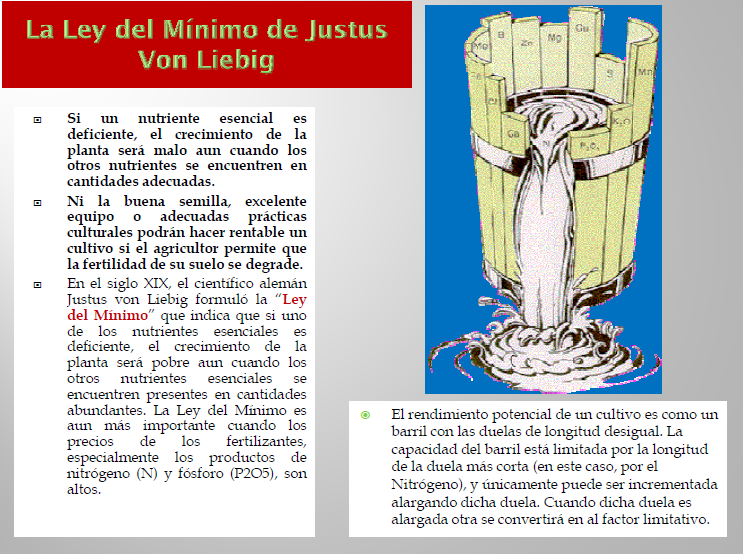 La Ley del Mínimo de Justus
Von Liebig
Si un nutriente esencial es
deficiente, el crecimiento de la
planta será malo aun cuando los
otros nutrientes se encuentren en
cantidades adecuadas.
Ni la buena semilla, excelente
equipo o adecuadas prácticas
culturales podrán hacer rentable un
cultivo si el agricultor permite que
la fertilidad de su suelo se degrade.
En el siglo XIX, el científico alemán
Justus von Liebig formuló la “Ley
del Mínimo” que indica que si uno
de los nutrientes esenciales es
deficiente, el crecimiento de la
planta será pobre aun cuando los
otros nutrientes esenciales se
encuentren presentes en cantidades
abundantes. La Ley del Mínimo es
aun más importante cuando los
precios de los fertilizantes,
especialmente los productos de
nitrógeno (N) y fósforo (P2O5), son
altos.
Mo B Zn Mg Cu S Mn
K₂O
P₂O₅
El rendimiento potencial de un cultivo es como un
barril con las duelas de longitud desigual. La
capacidad del barril está limitada por la longitud
de la duela más corta (en este caso, por el
Nitrógeno), y únicamente puede ser incrementada
alargando dicha duela. Cuando dicha duela es
alargada otra se convertirá en al factor limitativo.